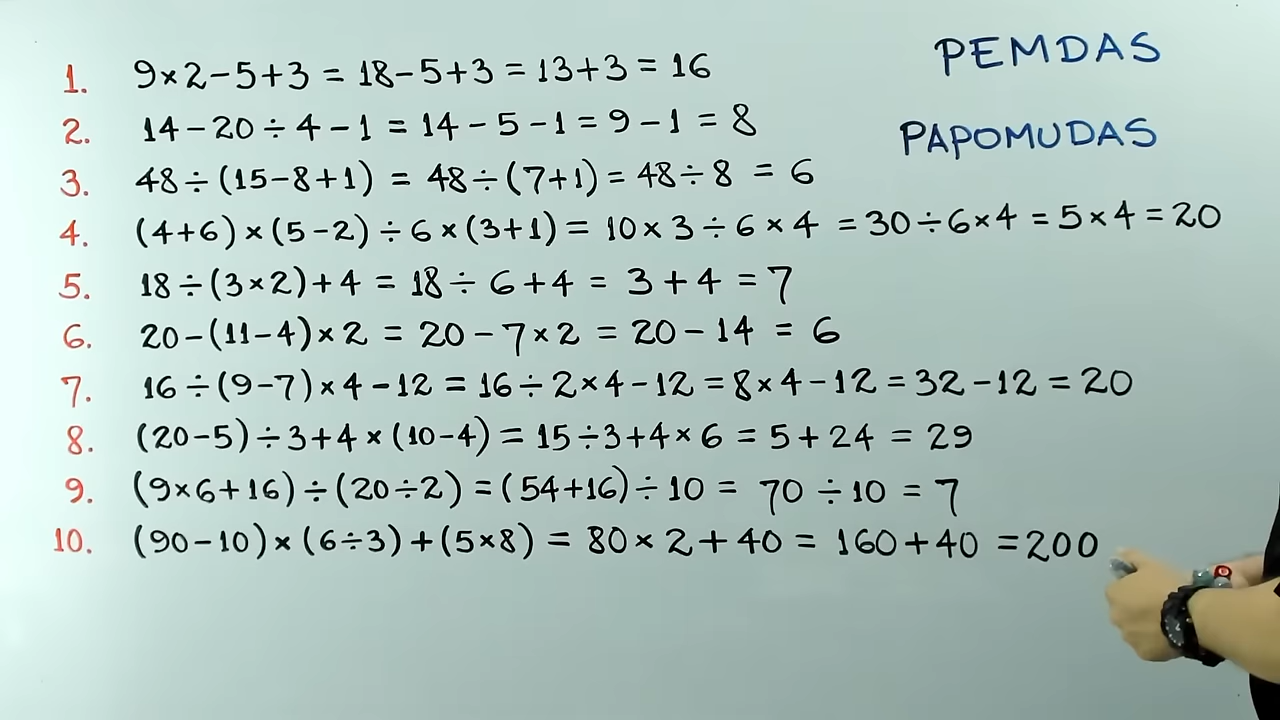 PEMDAS
PAPOMUDAS
1. 9×2-5+3 = 18-5+3 = 13+3 = 16
2. 14-20÷4-1 = 14-5-1 = 9-1 = 8
3. 48÷(15-8+1) = 48÷(7+1) = 48÷8 = 6
4. (4+6)×(5-2)÷6×(3+1) = 10×3÷6×4 = 30÷6×4 = 5×4 = 20
5. 18÷(3×2)+4 = 18÷6+4 = 3+4 = 7
6. 20-(11-4)×2 = 20-7×2 = 20-14 = 6
7. 16÷(9-7)×4-12 = 16÷2×4-12 = 8×4-12 = 32-12 = 20
8. (20-5)÷3+4×(10-4) = 15÷3+4×6 = 5+24 = 29
9. (9×6+16)÷(20÷2) = (54+16)÷10 = 70÷10 = 7
10. (90-10)×(6÷3)+(5×8) = 80×2+40 = 160+40 = 200